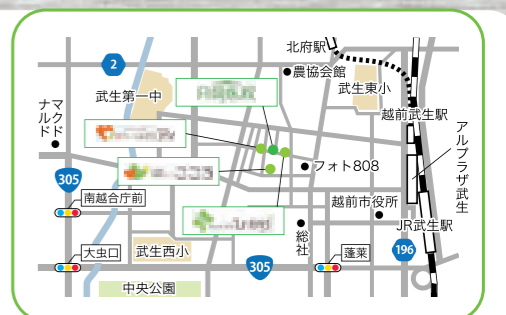 北府駅
2
農協会館
武生第一中
武生東小
マクドナルド
越前武生駅
アルプラザ武生
フォト808
305
南越合庁前
越前市役所
総社
JR武生駅
大虫口
武生西小
305
蓬莱
196
中央公園